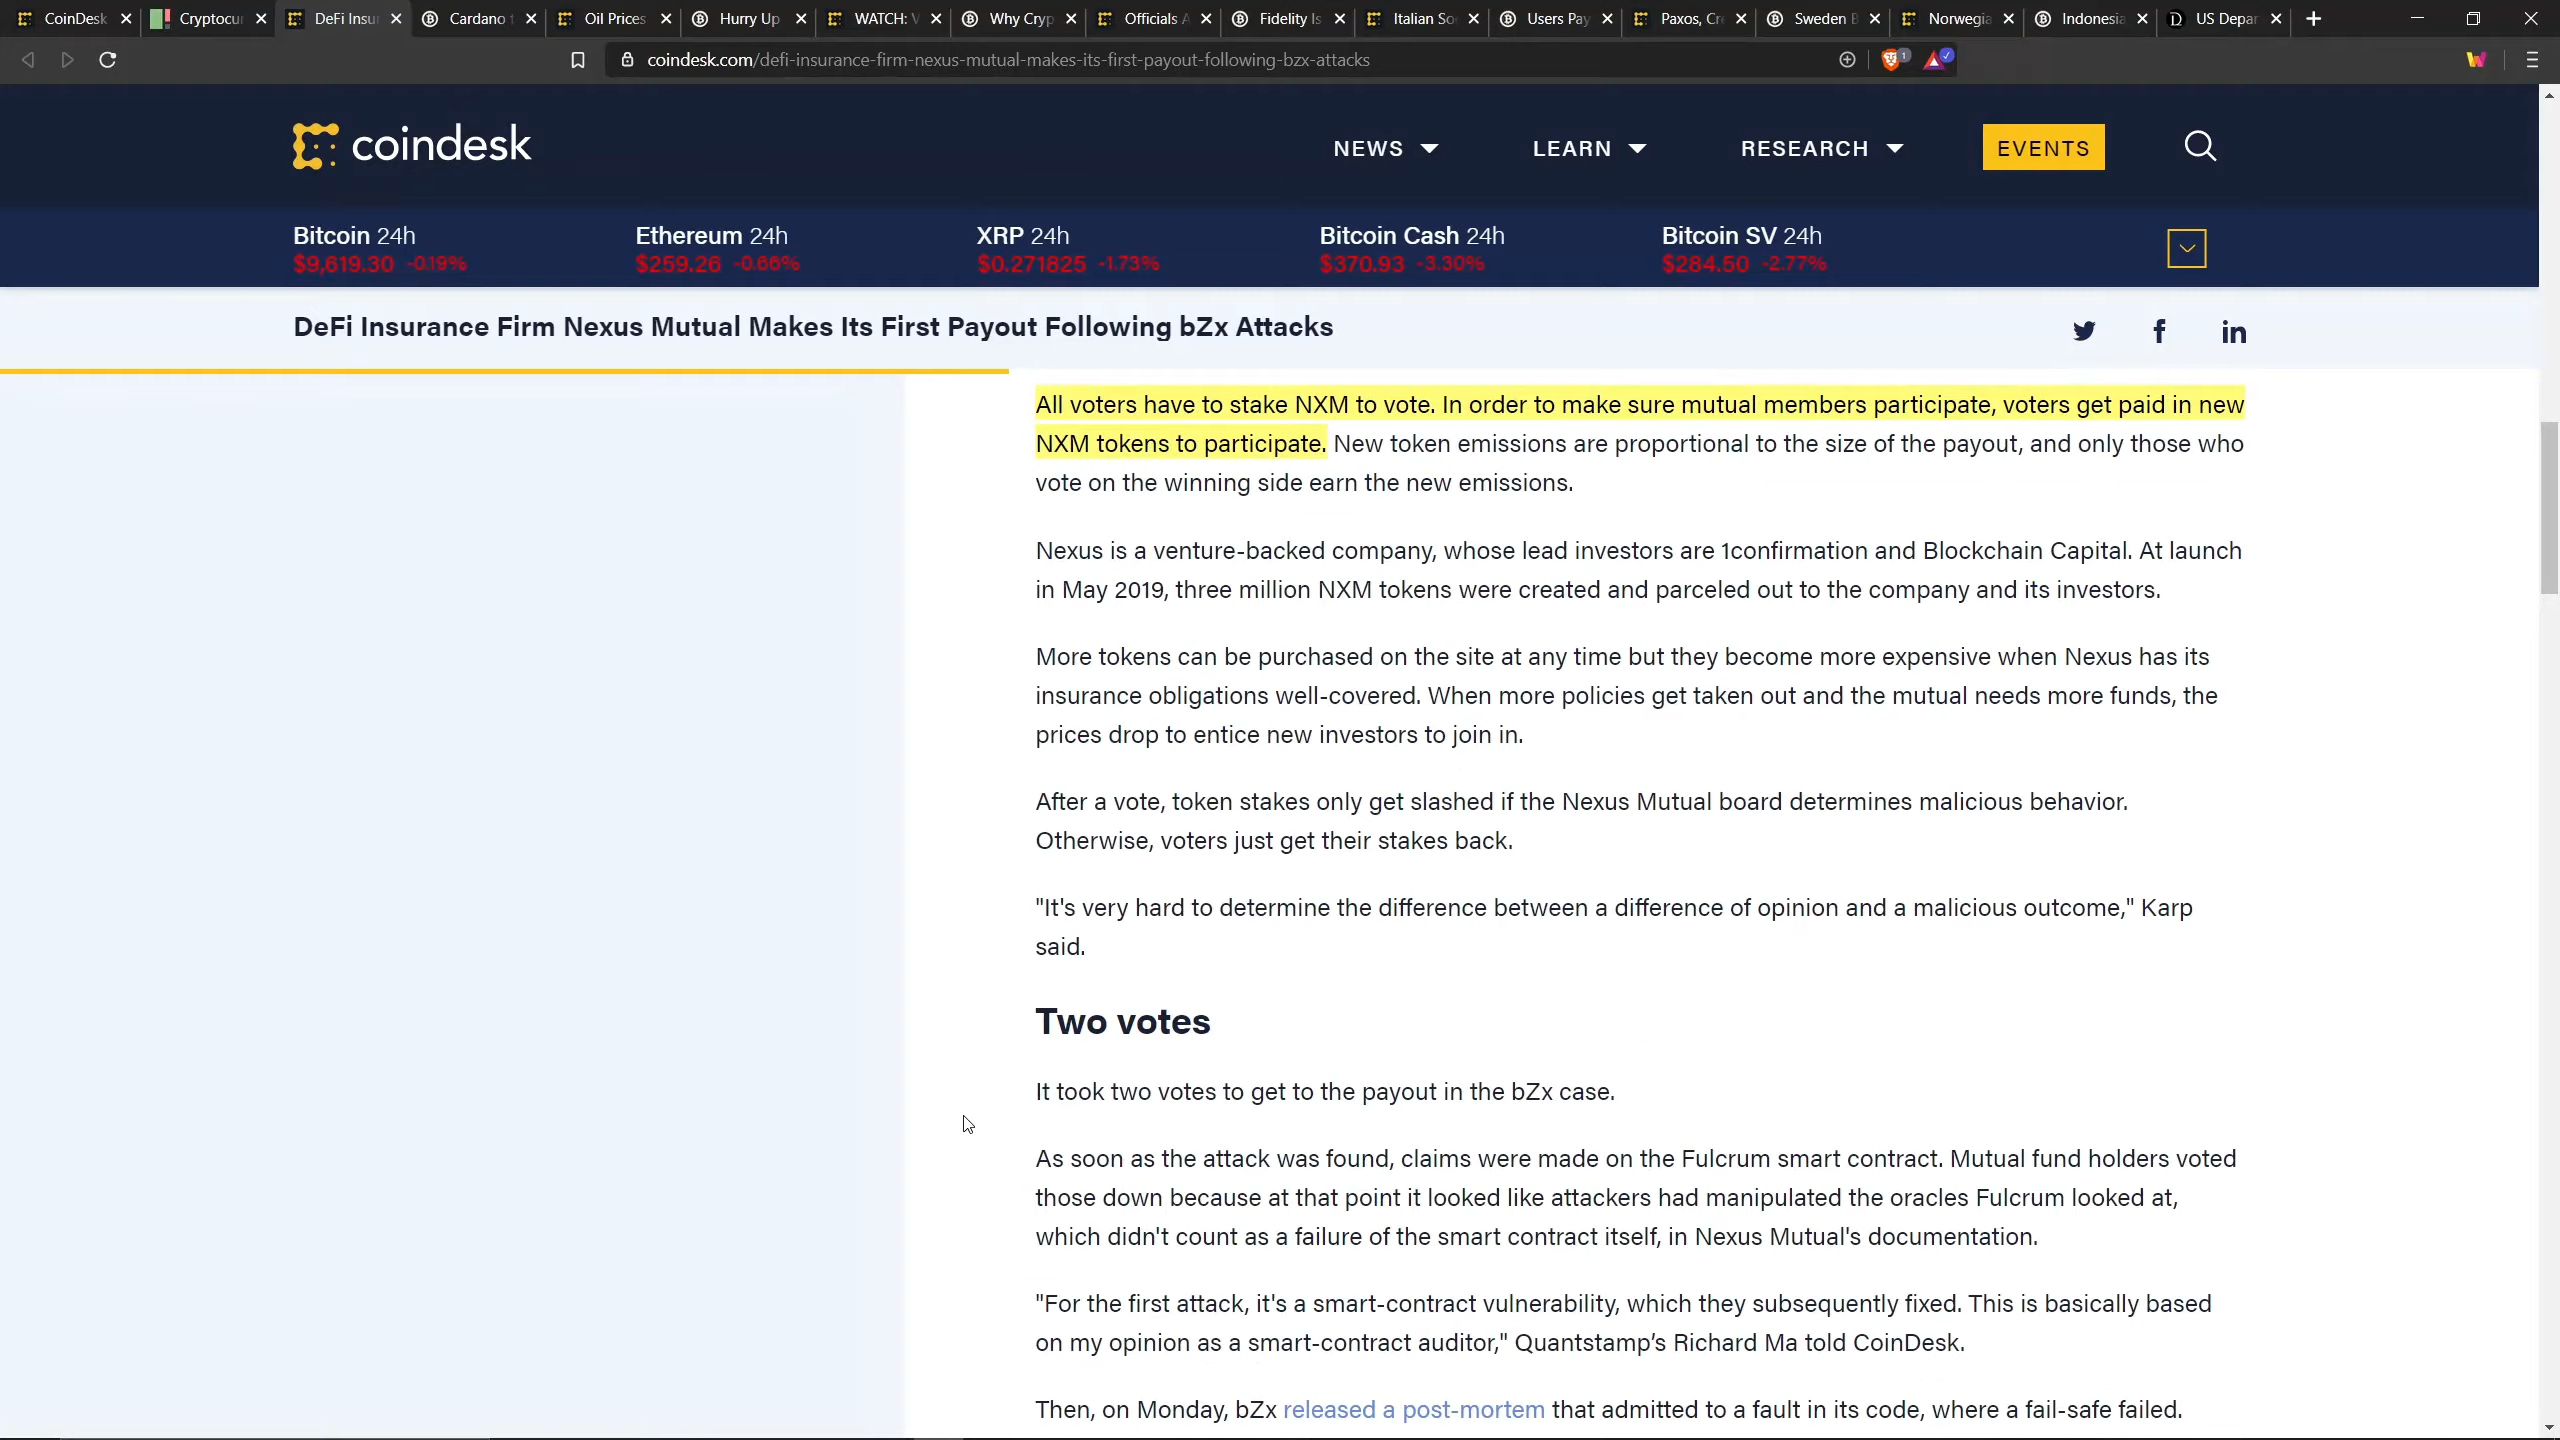 CoinDesk
Cryptocur
DeFi Insur
Cardano
Oil Prices
Hurry Up
WATCH: V
Why Cryp
Officials A
Fidelity Is
Italian So
Users Pay
Paxos, Cr
Sweden B
Norwegia
Indonesia
US Depar
coindesk.com/defi-insurance-firm-nexus-mutual-makes-its-first-payout-following-bzx-attacks
1
coindesk
NEWS
LEARN
RESEARCH
EVENTS
Bitcoin 24h
Ethereum 24h
XRP 24h
Bitcoin Cash 24h
Bitcoin SV 24h
$9,619.30 -0.19%
$259.26 -0.66%
$0.271825 -1.73%
$370.93 -3.30%
$284.50 -2.77%
DeFi Insurance Firm Nexus Mutual Makes Its First Payout Following bZx Attacks
All voters have to stake NXM to vote. In order to make sure mutual members participate, voters get paid in new
NXM tokens to participate. New token emissions are proportional to the size of the payout, and only those who
vote on the winning side earn the new emissions.
Nexus is a venture-backed company, whose lead investors are 1confirmation and Blockchain Capital. At launch
in May 2019, three million NXM tokens were created and parceled out to the company and its investors.
More tokens can be purchased on the site at any time but they become more expensive when Nexus has its
insurance obligations well-covered. When more policies get taken out and the mutual needs more funds, the
prices drop to entice new investors to join in.
After a vote, token stakes only get slashed if the Nexus Mutual board determines malicious behavior.
Otherwise, voters just get their stakes back.
"It's very hard to determine the difference between a difference of opinion and a malicious outcome," Karp
said.
Two votes
It took two votes to get to the payout in the bZx case.
As soon as the attack was found, claims were made on the Fulcrum smart contract. Mutual fund holders voted
those down because at that point it looked like attackers had manipulated the oracles Fulcrum looked at,
which didn't count as a failure of the smart contract itself, in Nexus Mutual's documentation.
"For the first attack, it's a smart-contract vulnerability, which they subsequently fixed. This is basically based
on my opinion as a smart-contract auditor," Quantstamp’s Richard Ma told CoinDesk.
Then, on Monday, bZx released a post-mortem that admitted to a fault in its code, where a fail-safe failed.